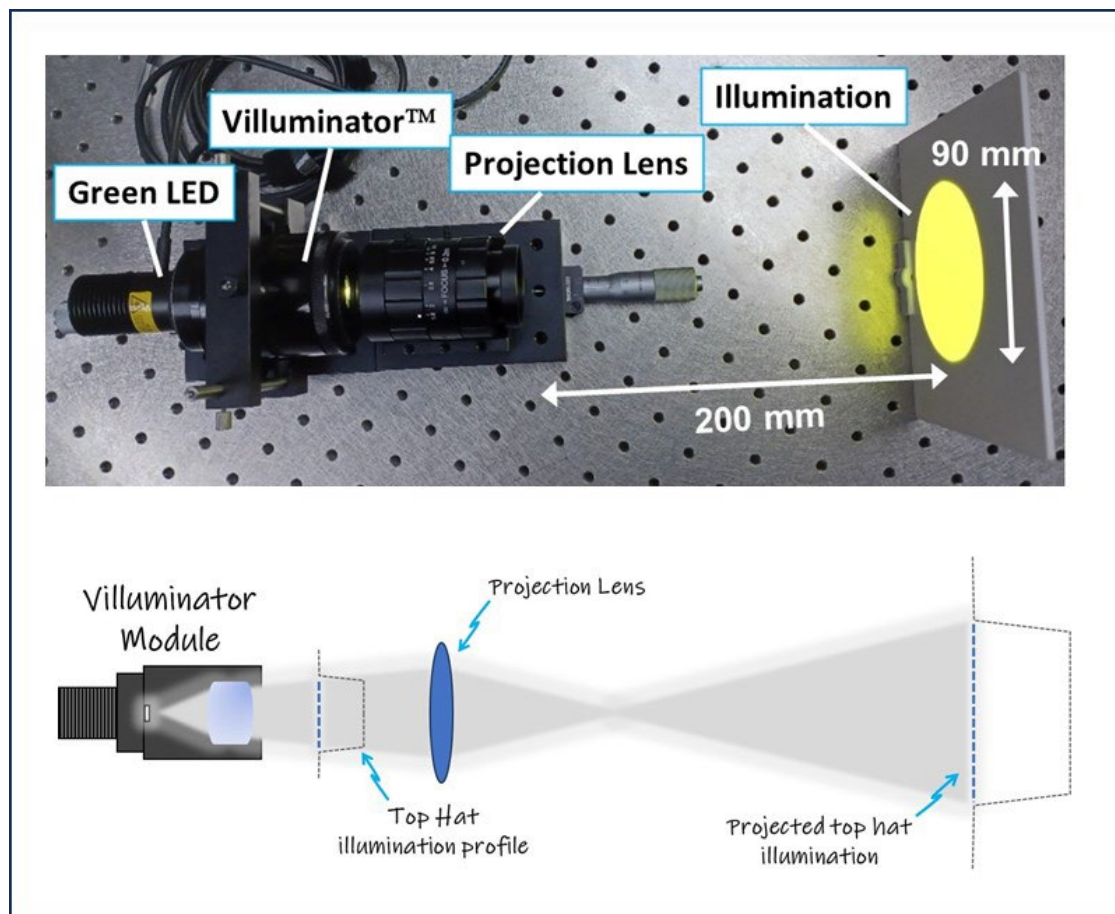 Villuminator™
Green LED
Projection Lens
Illumination
90 mm
200 mm
FOCUS
Villuminator
Module
Projection Lens
Top Hat
illumination profile
Projected top hat
illumination